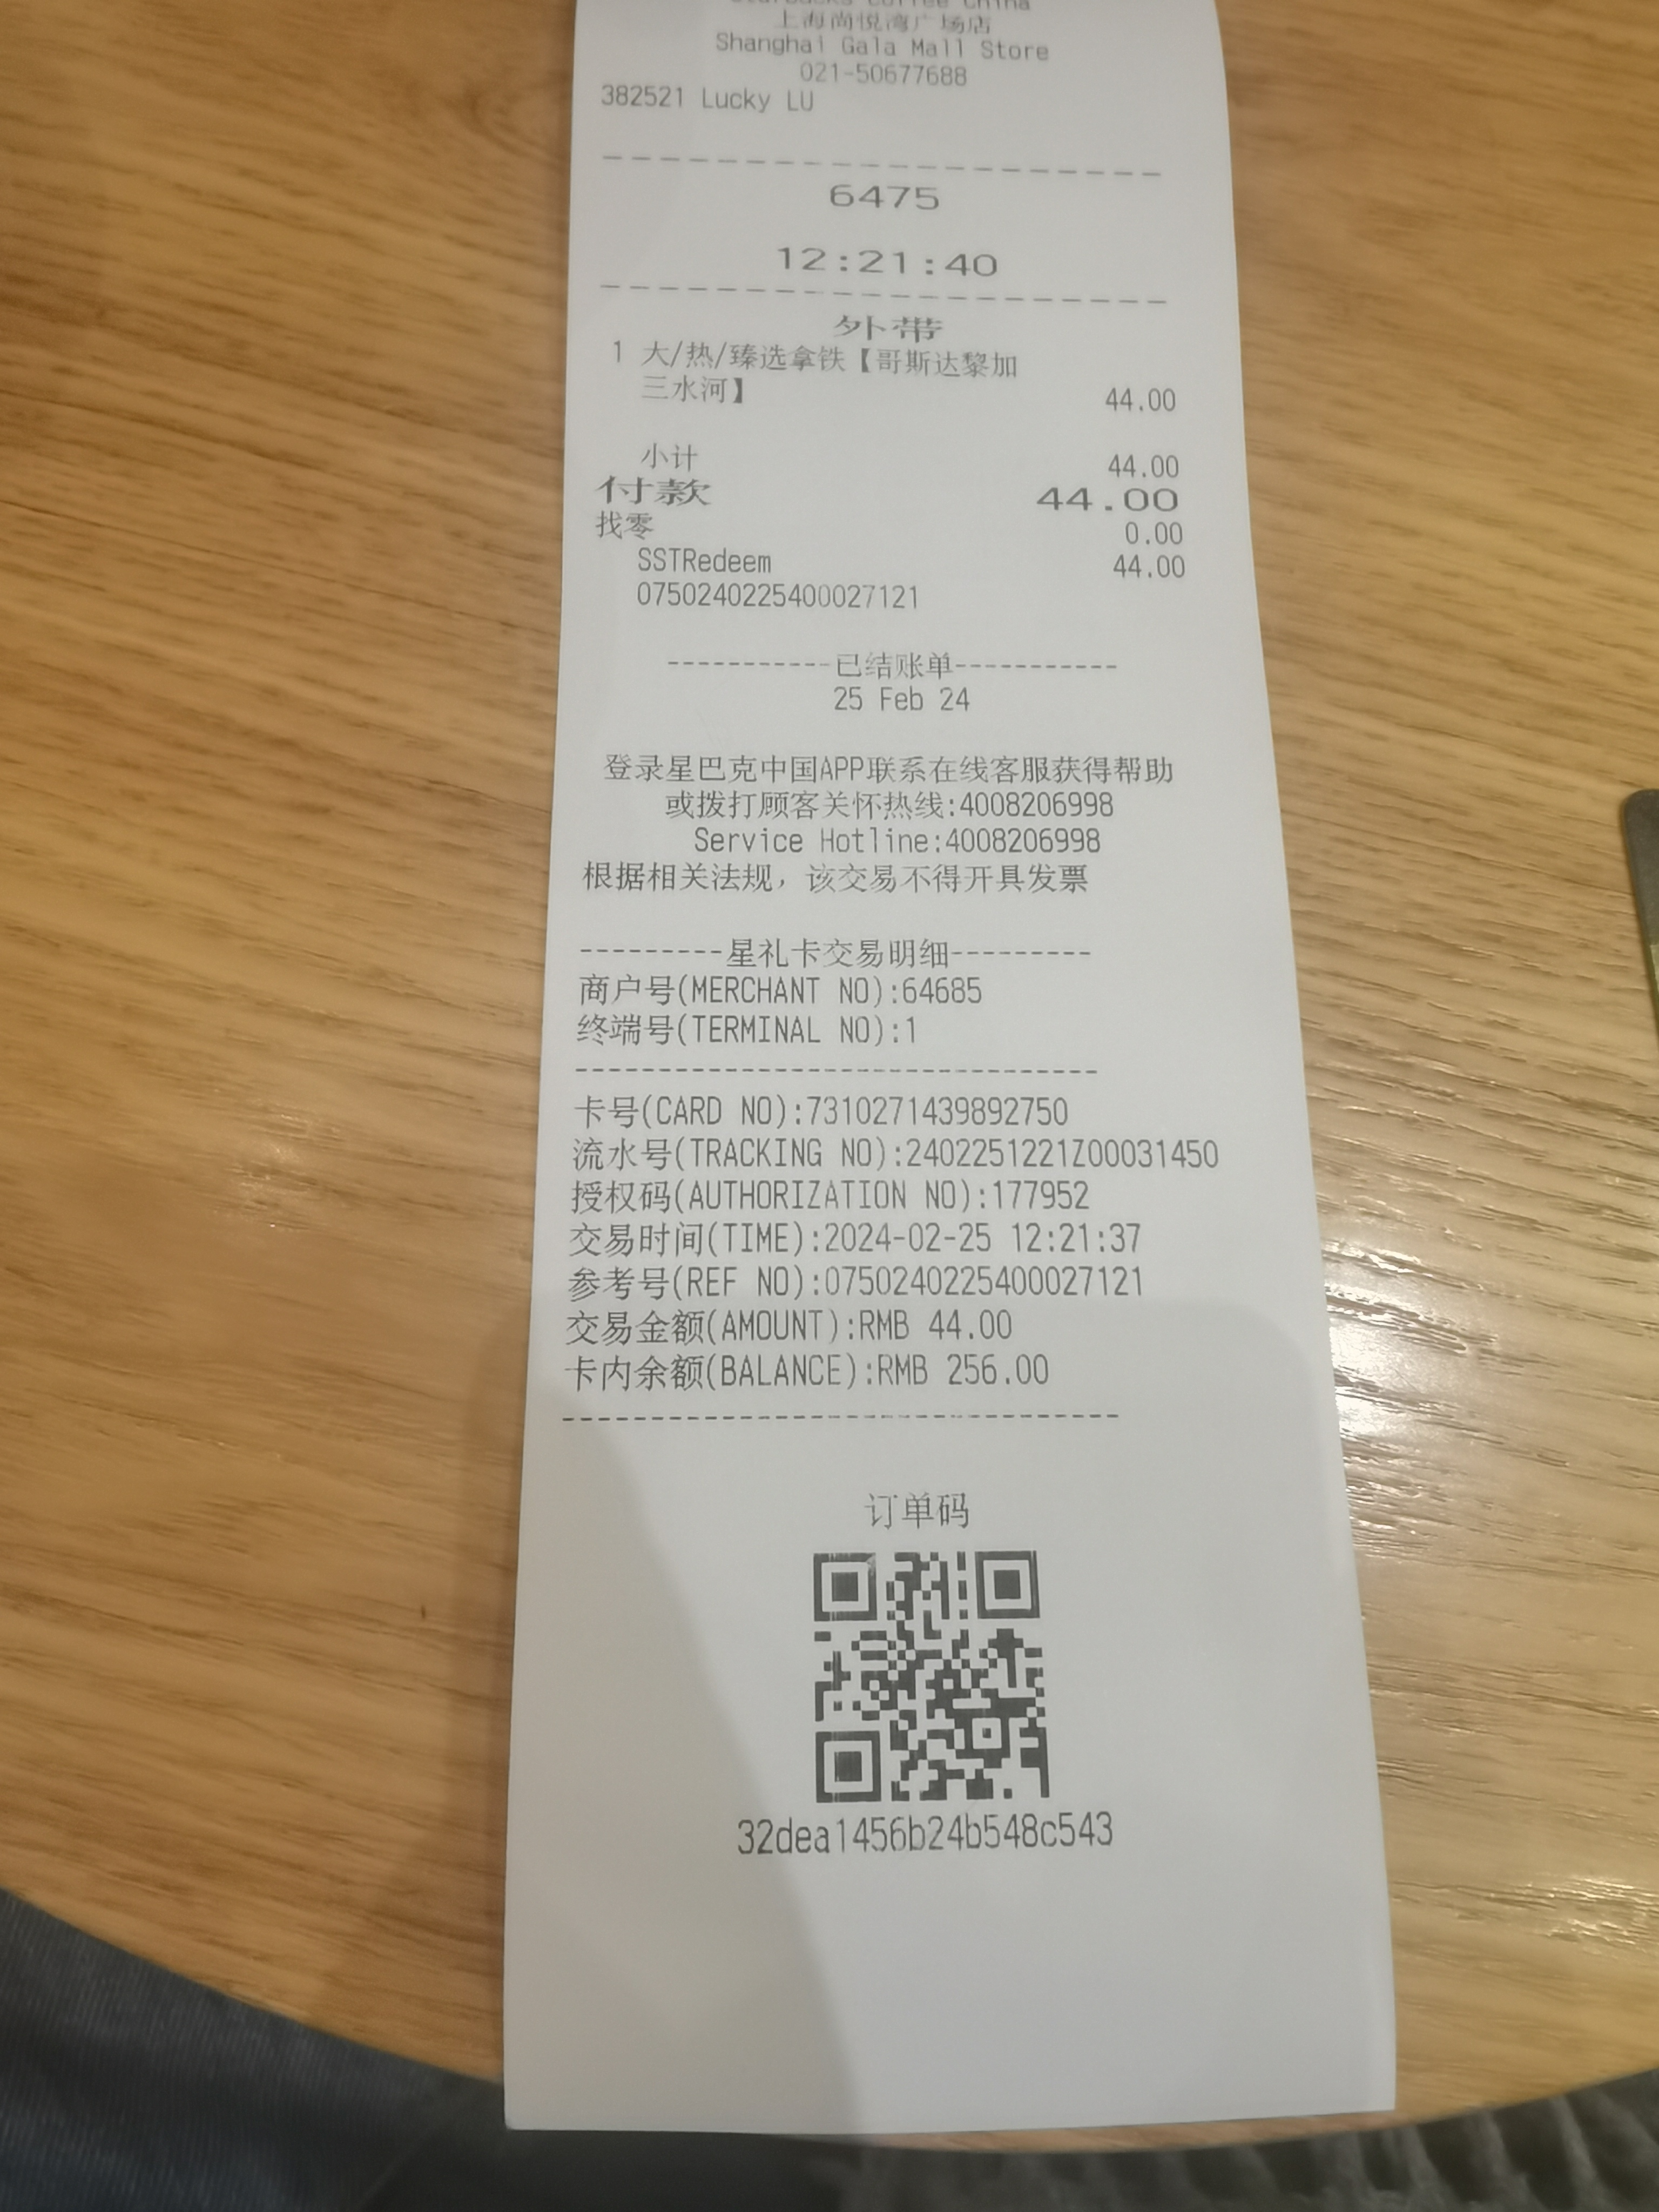 Starbucks Coffee China
上海尚悦湾广场店
Shanghai Gala Mall Store
021-50677688
382521 Lucky LU
--------------------
6475
12:21:40
--------------------
外带
1 大/热/臻选拿铁【哥斯达黎加
三水河】 44.00
小计 44.00
付款 44.00
找零 0.00
SSTRedeem 44.00
0750240225400027121
-----------已结账单-----------
25 Feb 24
登录星巴克中国APP联系在线客服获得帮助
或拨打顾客关怀热线:4008206998
Service Hotline:4008206998
根据相关法规，该交易不得开具发票
---------星礼卡交易明细---------
商户号(MERCHANT NO):64685
终端号(TERMINAL NO):1
--------------------------------
卡号(CARD NO):7310271439892750
流水号(TRACKING NO):2402251221Z00031450
授权码(AUTHORIZATION NO):177952
交易时间(TIME):2024-02-25 12:21:37
参考号(REF NO):0750240225400027121
交易金额(AMOUNT):RMB 44.00
卡内余额(BALANCE):RMB 256.00
--------------------------------
订单码
32dea1456b24b548c543